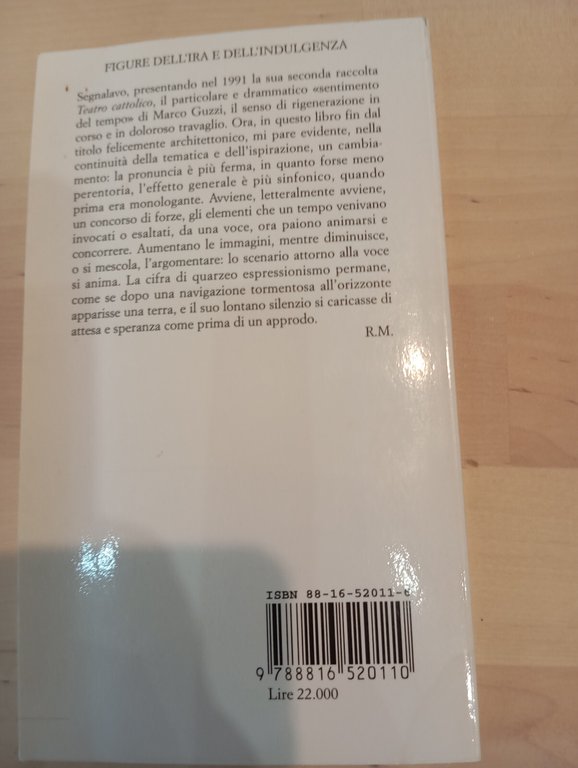 FIGURE DELL'IRA E DELL'INDULGENZA
Segnalavo, presentando nel 1991 la sua seconda raccolta
Teatro cattolico, il particolare e drammatico «sentimento
del tempo» di Marco Guzzi, il senso di rigenerazione in
corso e in doloroso travaglio. Ora, in questo libro fin dal
titolo felicemente architettonico, mi pare evidente, nella
continuità della tematica e dell'ispirazione, un cambia-
mento: la pronuncia è più ferma, in quanto forse meno
perentoria, l'effetto generale è più sinfonico, quando
prima era monologante. Avviene, letteralmente avviene,
un concorso di forze, gli elementi che un tempo venivano
invocati o esaltati, da una voce, ora paiono animarsi e
concorrere. Aumentano le immagini, mentre diminuisce,
o si mescola, l'argomentare: lo scenario attorno alla voce
si anima. La cifra di quarzeo espressionismo permane,
come se dopo una navigazione tormentosa all'orizzonte
apparisse una terra, e il suo lontano silenzio si caricasse di
attesa e speranza come prima di un approdo.
R.M.
ISBN 88-16-52011-
9 788816 520110
Lire 22.000